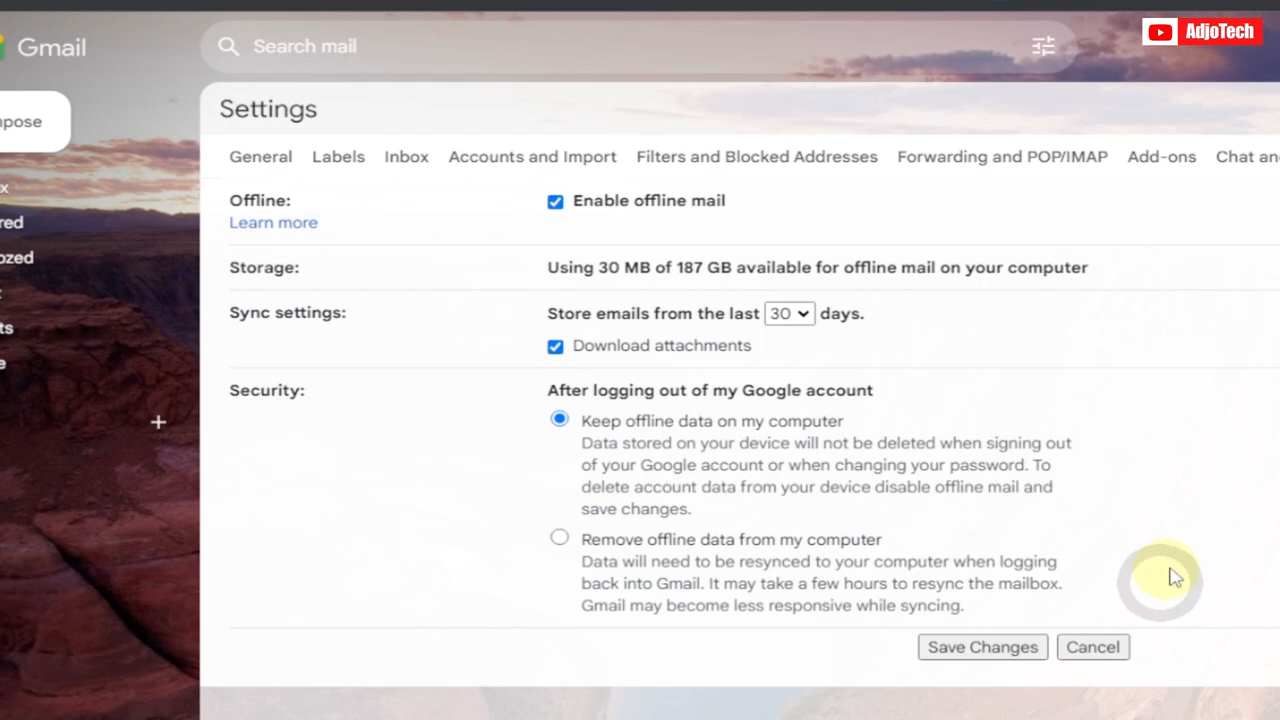 AdjoTech
Gmail
Search mail
Settings
General Labels Inbox Accounts and Import Filters and Blocked Addresses Forwarding and POP/IMAP Add-ons Chat
Offline:
Enable offline mail
Learn more
Storage:
Using 30 MB of 187 GB available for offline mail on your computer
Sync settings:
Store emails from the last 30 days.
Download attachments
Security:
After logging out of my Google account
Keep offline data on my computer
Data stored on your device will not be deleted when signing out
of your Google account or when changing your password. To
delete account data from your device disable offline mail and
save changes.
Remove offline data from my computer
Data will need to be resynced to your computer when logging
back into Gmail. It may take a few hours to resync the mailbox.
Gmail may become less responsive while syncing.
Save Changes Cancel